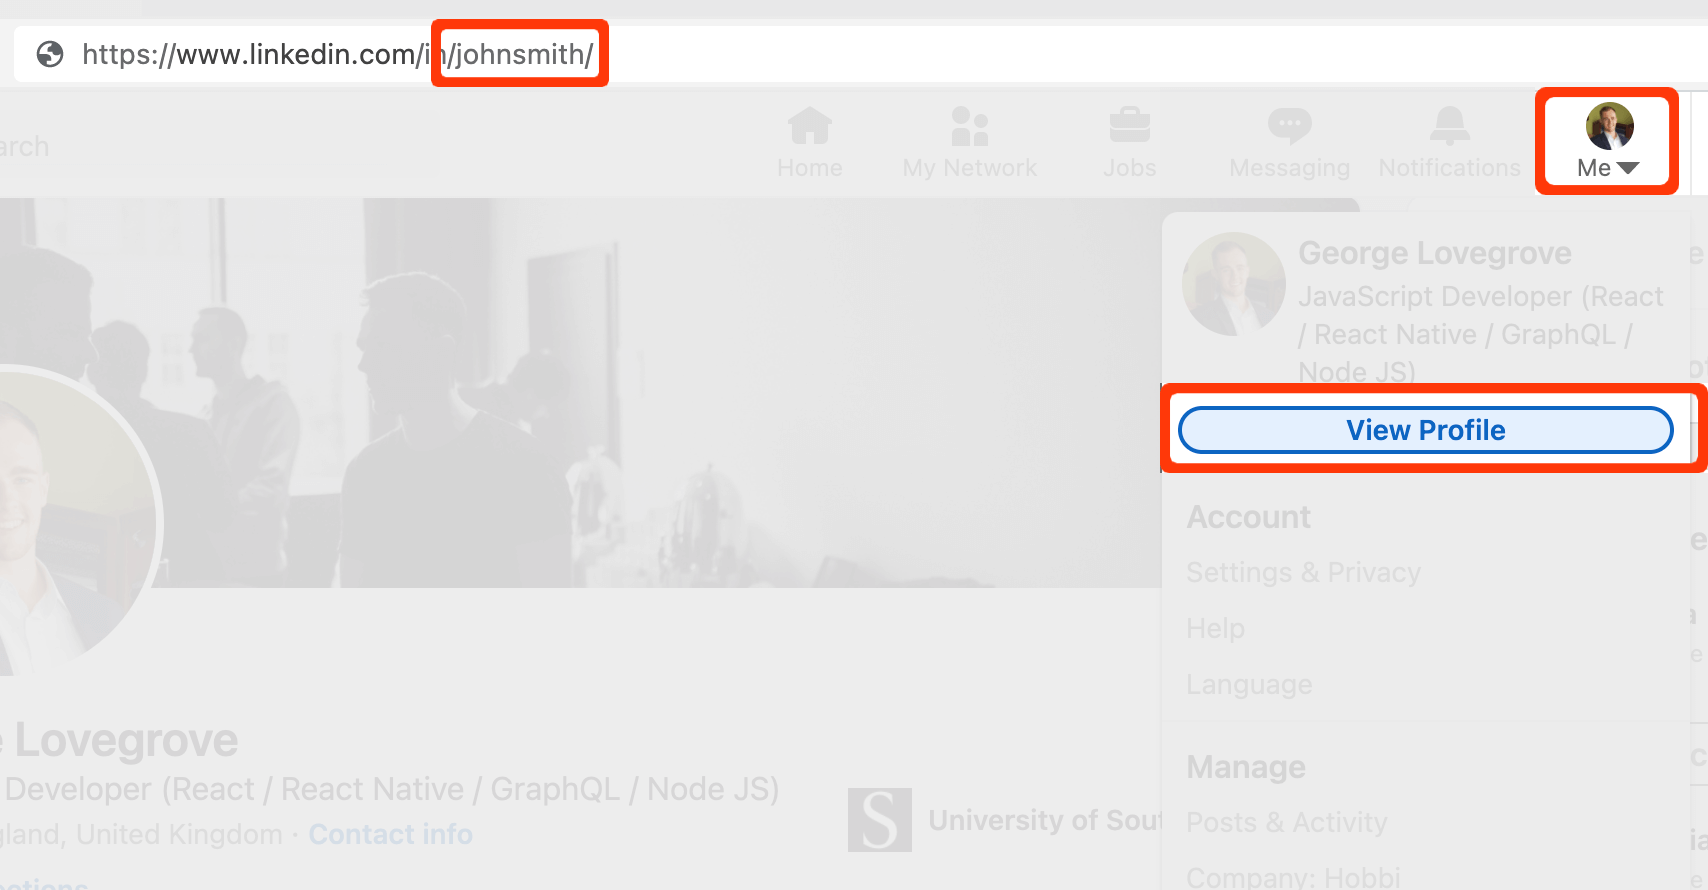 https://www.linkedin.com/in/johnsmith/
arch
Home
My Network
Jobs
Messaging
Notifications
Me
George Lovegrove
JavaScript Developer (React
/ React Native / GraphQL /
Node JS)
View Profile
Account
Settings & Privacy
Help
Language
Manage
Posts & Activity
Company: Hobbi
e Lovegrove
Developer (React / React Native / GraphQL / Node JS)
gland, United Kingdom · Contact info
University of Sout
S